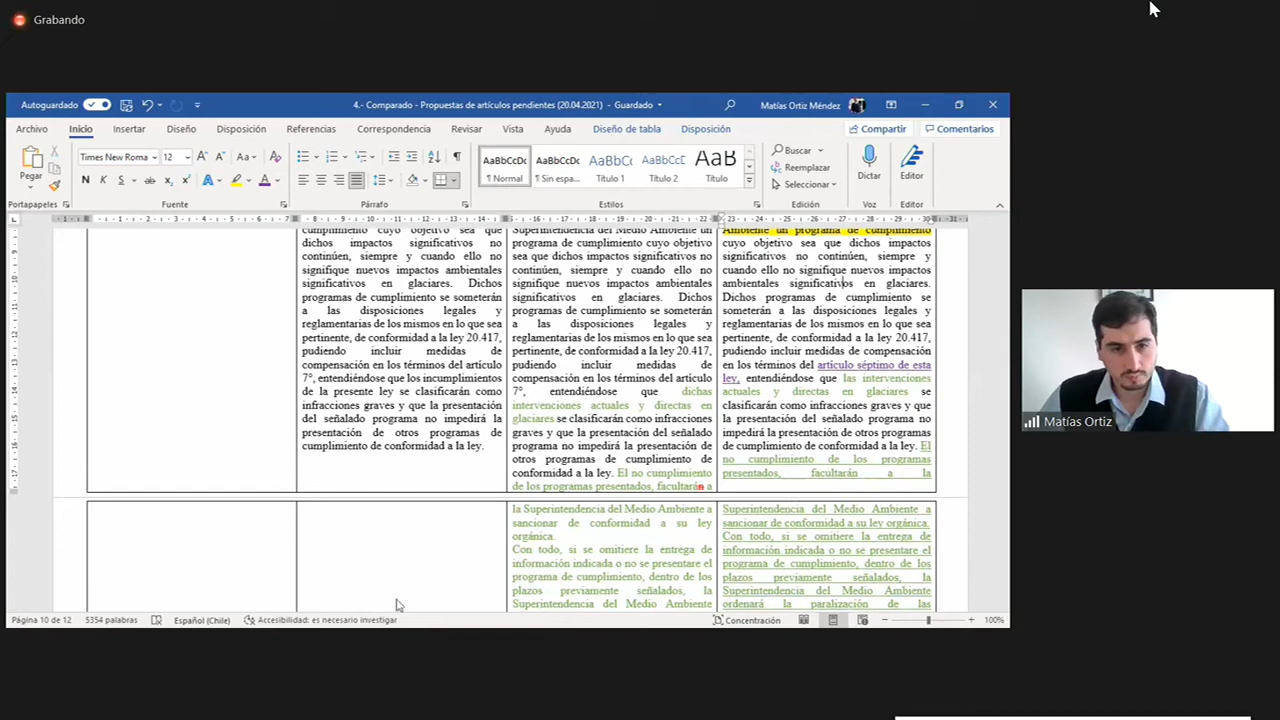 Grabando
Autoguardado
4.- Comparado - Propuestas de artículos pendientes (20.04.2021) - Guardado
Matías Ortiz Méndez
Archivo Inicio Insertar Diseño Disposición Referencias Correspondencia Revisar Vista Ayuda Diseño de tabla Disposición
Compartir Comentarios
Pegar
Times New Roma 12
Aa
N K S ab x₂ x² A A
AaBbCcDc AaBbCcDc AaBbCc AaBbCcC AaB
¶ Normal ¶ Sin espa... Título 1 Título 2 Título
Buscar
Reemplazar
Seleccionar
Dictar
Editor
Portapapeles Fuente Párrafo Estilos Edición Voz Editor
cumplimiento cuyo objetivo sea que
dichos impactos significativos no
continúen, siempre y cuando ello no
signifique nuevos impactos ambientales
significativos en glaciares. Dichos
programas de cumplimiento se someterán
a las disposiciones legales y
reglamentarias de los mismos en lo que sea
pertinente, de conformidad a la ley 20.417,
pudiendo incluir medidas de
compensación en los términos del artículo
7°, entendiéndose que los incumplimientos
de la presente ley se clasificarán como
infracciones graves y que la presentación
del señalado programa no impedirá la
presentación de otros programas de
cumplimiento de conformidad a la ley.
Superintendencia del Medio Ambiente un
programa de cumplimiento cuyo objetivo
sea que dichos impactos significativos no
continúen, siempre y cuando ello no
signifique nuevos impactos ambientales
significativos en glaciares. Dichos
programas de cumplimiento se someterán
a las disposiciones legales y
reglamentarias de los mismos en lo que sea
pertinente, de conformidad a la ley 20.417,
pudiendo incluir medidas de
compensación en los términos del artículo
7°, entendiéndose que dichas
intervenciones actuales y directas en
glaciares se clasificarán como infracciones
graves y que la presentación del señalado
programa no impedirá la presentación de
otros programas de cumplimiento de
conformidad a la ley. El no cumplimiento
de los programas presentados, facultarán a
la Superintendencia del Medio Ambiente a
sancionar de conformidad a su ley
orgánica.
Con todo, si se omitiere la entrega de
información indicada o no se presentare el
programa de cumplimiento, dentro de los
plazos previamente señalados, la
Superintendencia del Medio Ambiente
Ambiente un programa de cumplimiento
cuyo objetivo sea que dichos impactos
significativos no continúen, siempre y
cuando ello no signifique nuevos impactos
ambientales significativos en glaciares.
Dichos programas de cumplimiento se
someterán a las disposiciones legales y
reglamentarias de los mismos en lo que sea
pertinente, de conformidad a la ley 20.417,
pudiendo incluir medidas de compensación
en los términos del artículo séptimo de esta
ley, entendiéndose que las intervenciones
actuales y directas en glaciares se
clasificarán como infracciones graves y que
la presentación del señalado programa no
impedirá la presentación de otros programas
de cumplimiento de conformidad a la ley. El
no cumplimiento de los programas
presentados, facultarán a la
Superintendencia del Medio Ambiente a
sancionar de conformidad a su ley orgánica.
Con todo, si se omitiere la entrega de
información indicada o no se presentare el
programa de cumplimiento, dentro de los
plazos previamente señalados, la
Superintendencia del Medio Ambiente
ordenará la paralización de las
Matías Ortiz
Página 10 de 12 5354 palabras Español (Chile) Accesibilidad: es necesario investigar
Concentración 100%